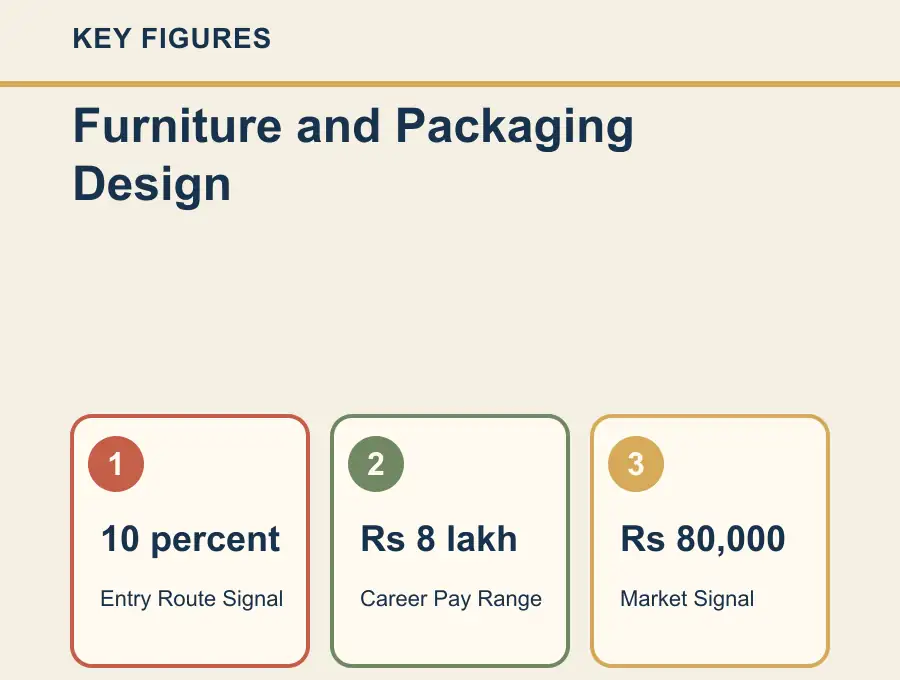 KEY FIGURES
Furniture and Packaging
Design
1
10 percent
Entry Route Signal
2
Rs 8 lakh
Career Pay Range
3
Rs 80,000
Market Signal